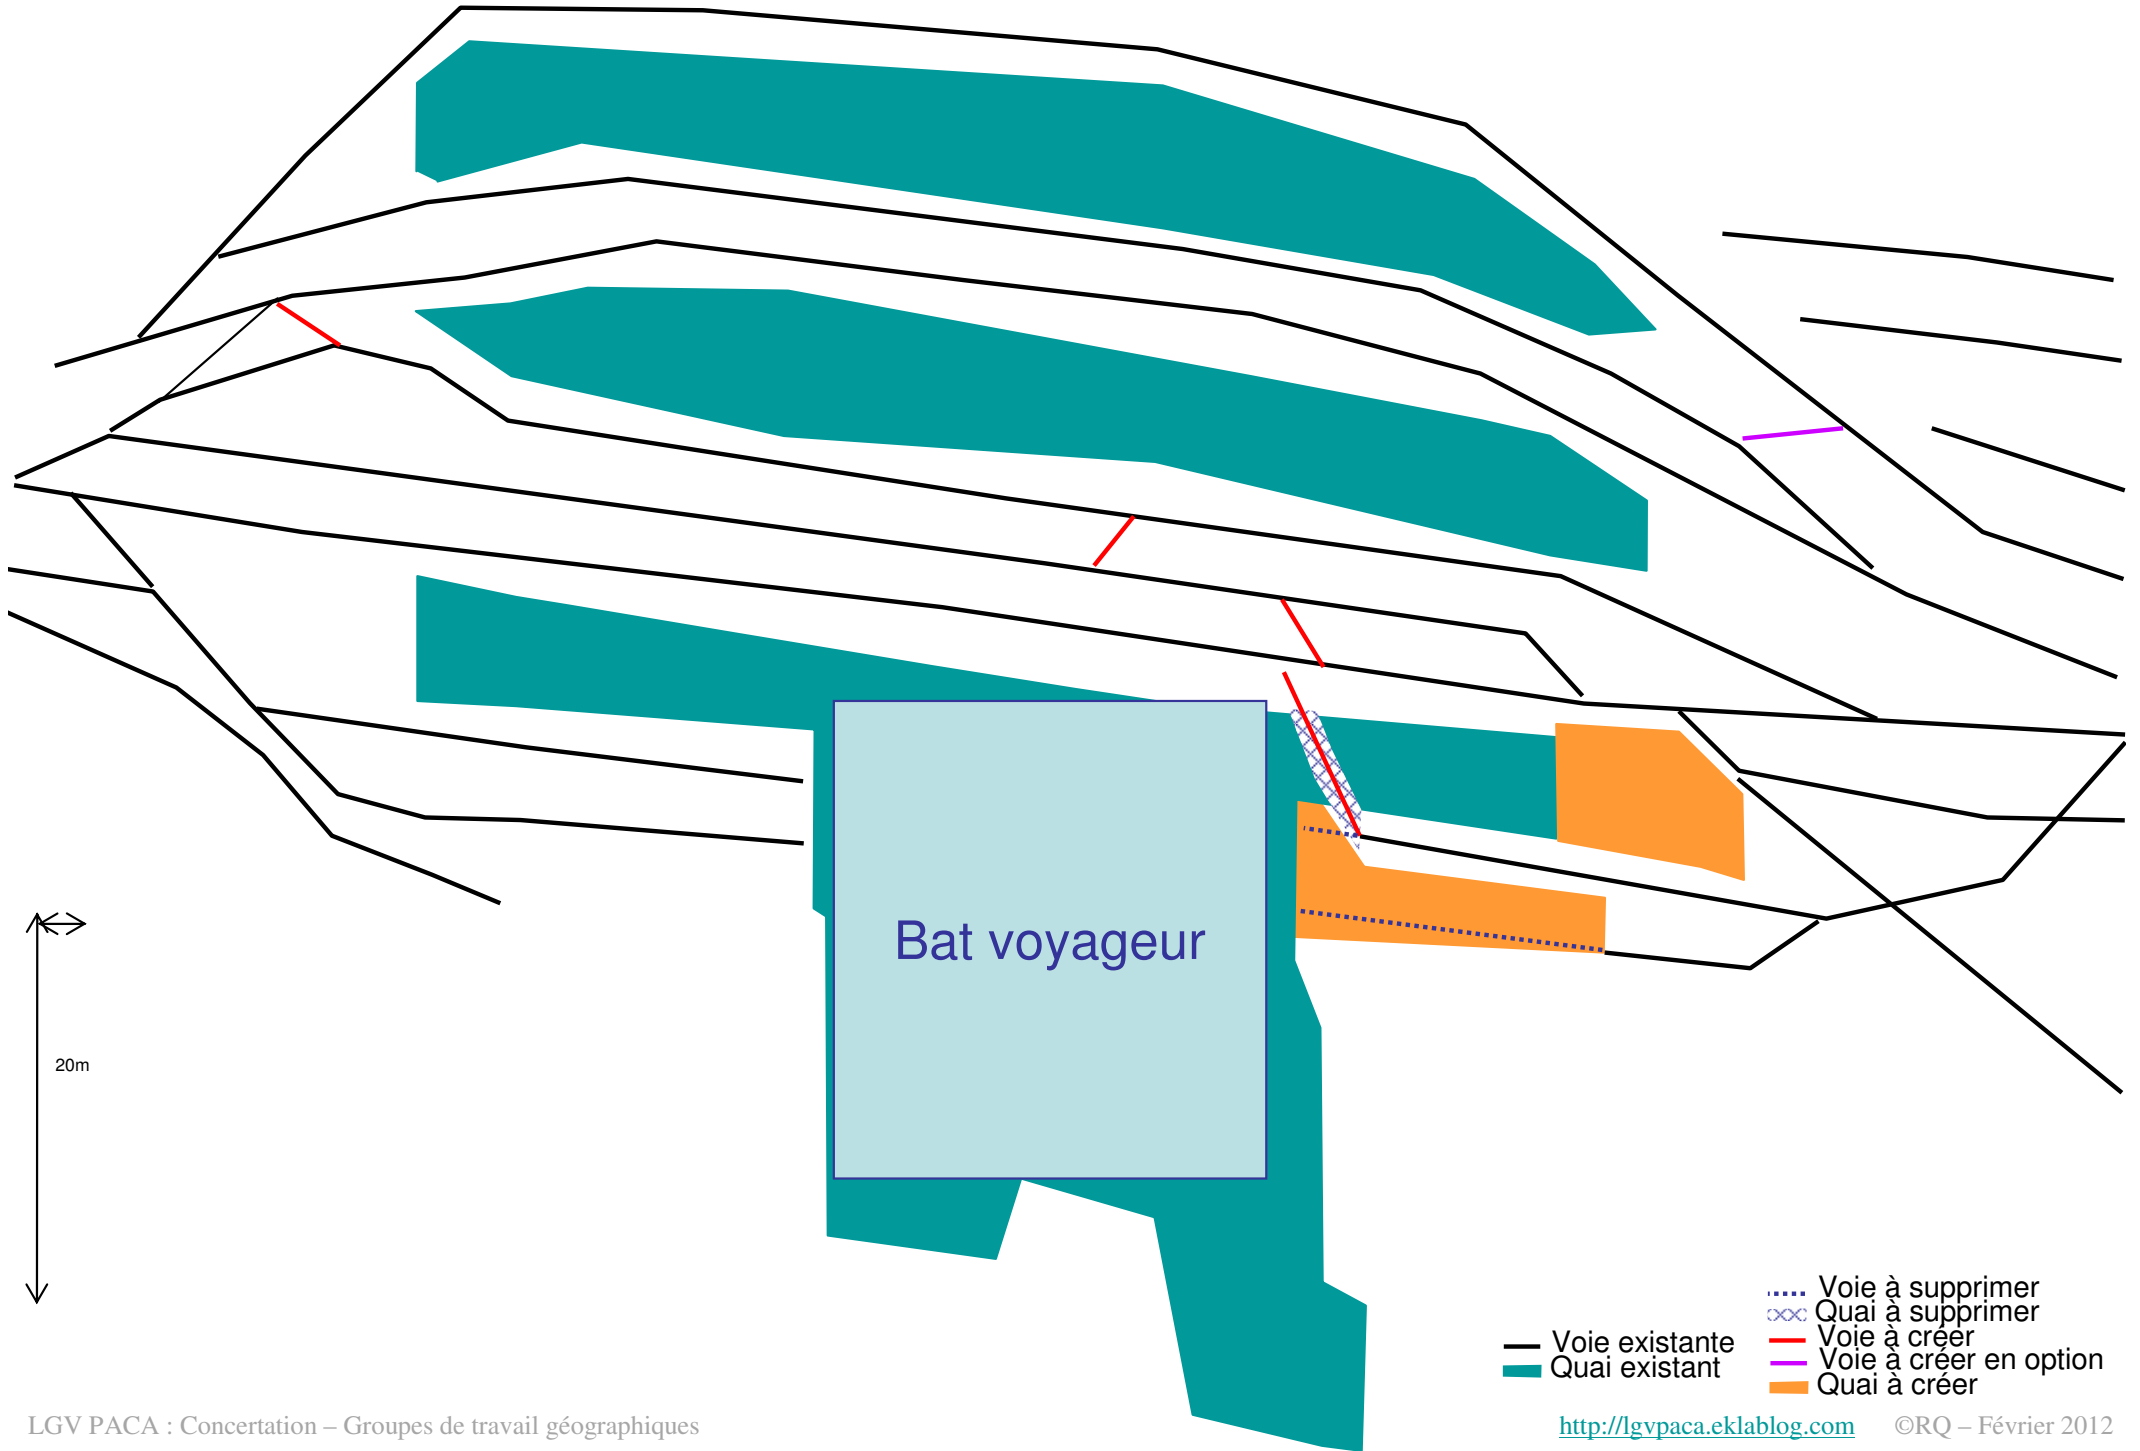 Bat voyageur
20m
Voie existante
Quai existant
Voie à supprimer
Quai à supprimer
Voie à créer
Voie à créer en option
Quai à créer
LGV PACA : Concertation – Groupes de travail géographiques
http://lgvpaca.eklablog.com
©RQ – Février 2012